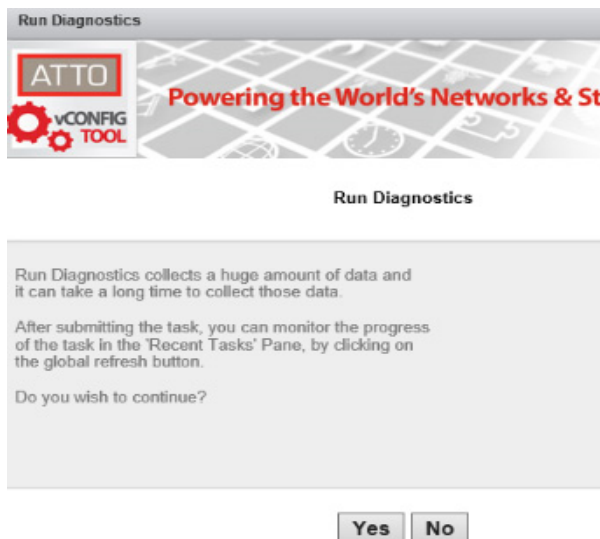 Run Diagnostics
ATTO
vCONFIG
TOOL
Powering the World's Networks & St
Run Diagnostics
Run Diagnostics collects a huge amount of data and
it can take a long time to collect those data.
After submitting the task, you can monitor the progress
of the task in the 'Recent Tasks' Pane, by clicking on
the global refresh button.
Do you wish to continue?
Yes No